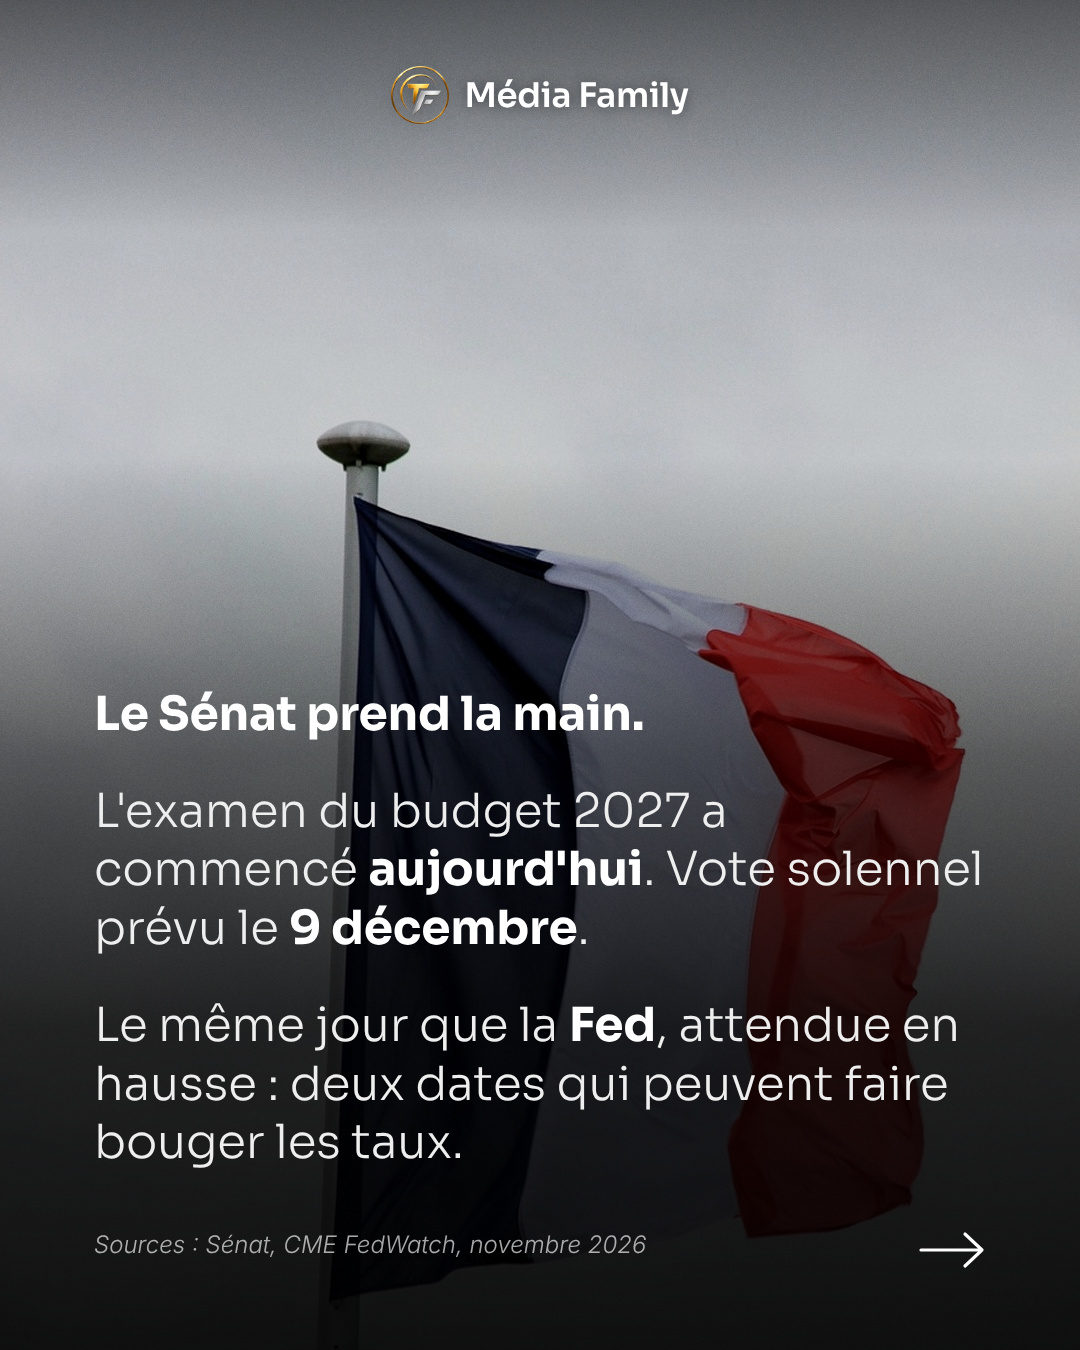 Média Family
Le Sénat prend la main.
L'examen du budget 2027 a
commencé aujourd'hui. Vote solennel
prévu le 9 décembre.
Le même jour que la Fed, attendue en
hausse : deux dates qui peuvent faire
bouger les taux.
Sources : Sénat, CME FedWatch, novembre 2026